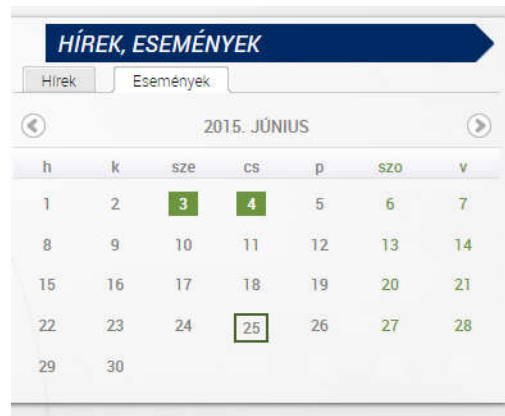 HÍREK, ESEMÉNYEK
Hírek Események
2015. JÚNIUS
h k sze cs p szo v
1 2 3 4 5 6 7
8 9 10 11 12 13 14
15 16 17 18 19 20 21
22 23 24 25 26 27 28
29 30